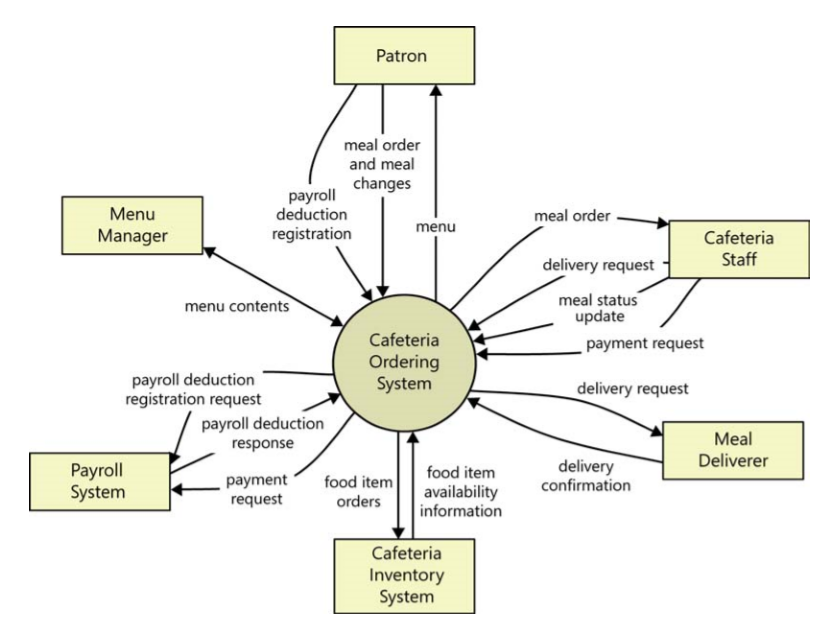 Patron
meal order
and meal
changes
payroll
deduction
registration
menu
Menu
Manager
meal order
Cafeteria
Staff
delivery request
meal status
update
payment request
menu contents
Cafeteria
Ordering
System
payroll deduction
registration request
payroll deduction
response
payment
request
Payroll
System
delivery request
Meal
Deliverer
delivery
confirmation
food item
orders
food item
availability
information
Cafeteria
Inventory
System